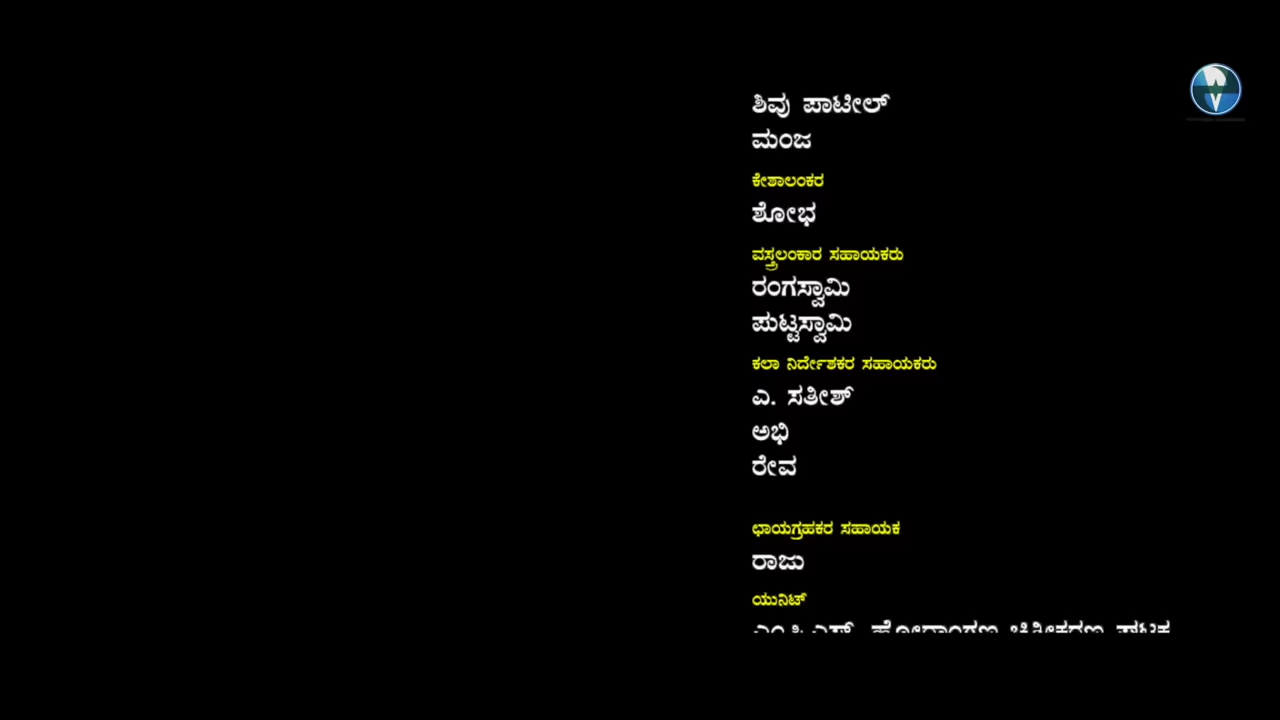 ಶಿವು ಪಾಟೀಲ್
ಮಂಜ
ಕೇಶಾಲಂಕರ
ಶೋಭ
ವಸ್ತ್ರಲಂಕಾರ ಸಹಾಯಕರು
ರಂಗಸ್ವಾಮಿ
ಪುಟ್ಟಸ್ವಾಮಿ
ಕಲಾ ನಿರ್ದೇಶಕರ ಸಹಾಯಕರು
ಎ. ಸತೀಶ್
ಅಭಿ
ರೇವ
ಛಾಯಗ್ರಹಕರ ಸಹಾಯಕ
ರಾಜು
ಯುನಿಟ್